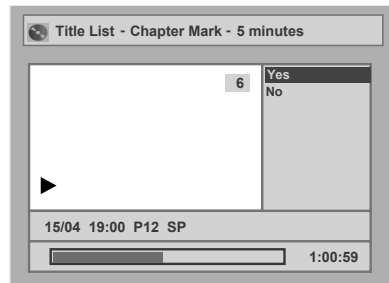 Title List - Chapter Mark - 5 minutes
6
Yes
No
15/04 19:00 P12 SP
1:00:59